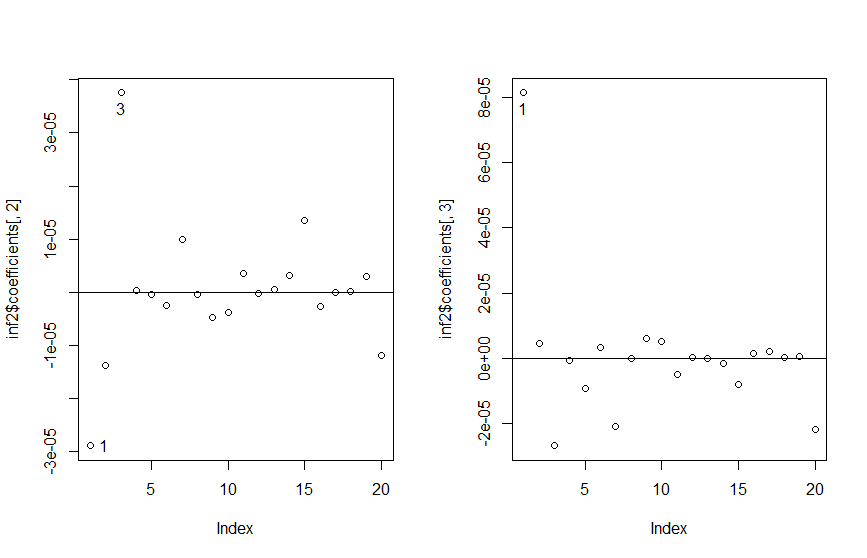 inf2$coefficients[, 2]
3e-05
1e-05
-1e-05
-3e-05
3
1
5
10
15
20
Index
inf2$coefficients[, 3]
8e-05
6e-05
4e-05
2e-05
0e+00
-2e-05
1
5
10
15
20
Index